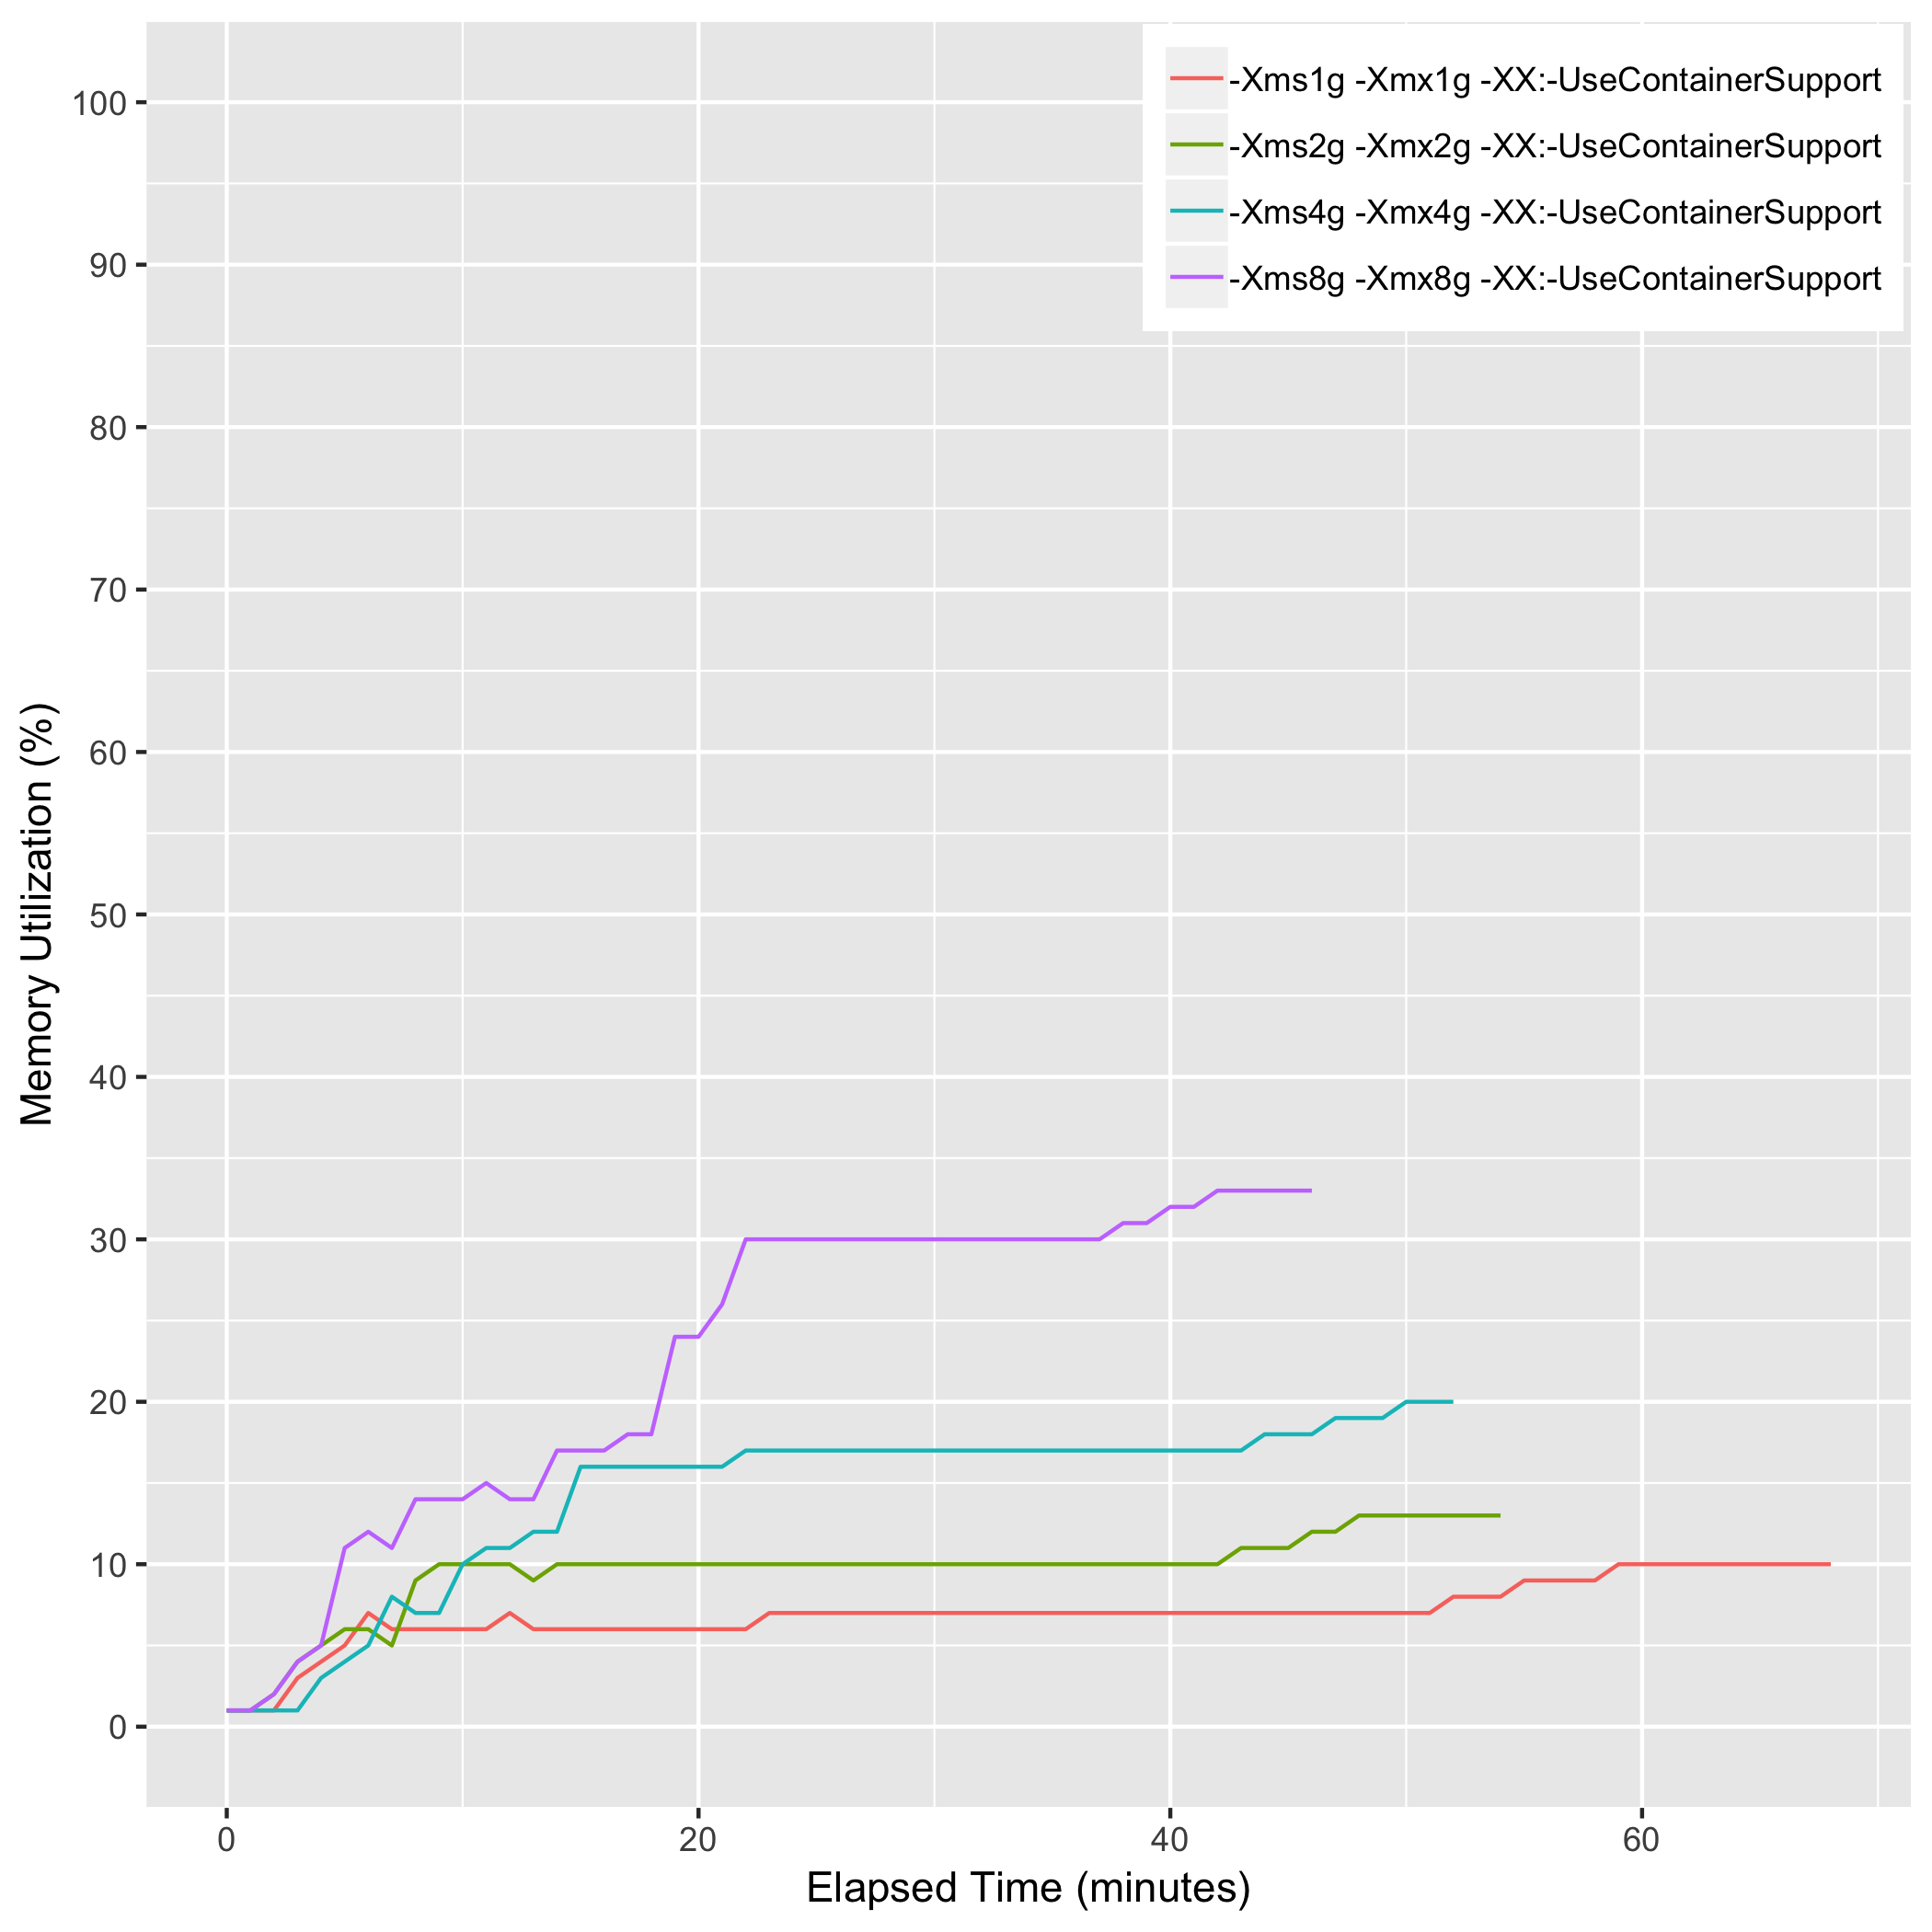 -Xms1g -Xmx1g -XX:-UseContainerSupport
-Xms2g -Xmx2g -XX:-UseContainerSupport
-Xms4g -Xmx4g -XX:-UseContainerSupport
-Xms8g -Xmx8g -XX:-UseContainerSupport
100
90
80
70
60
50
40
30
20
10
0
Memory Utilization (%)
0 20 40 60
Elapsed Time (minutes)